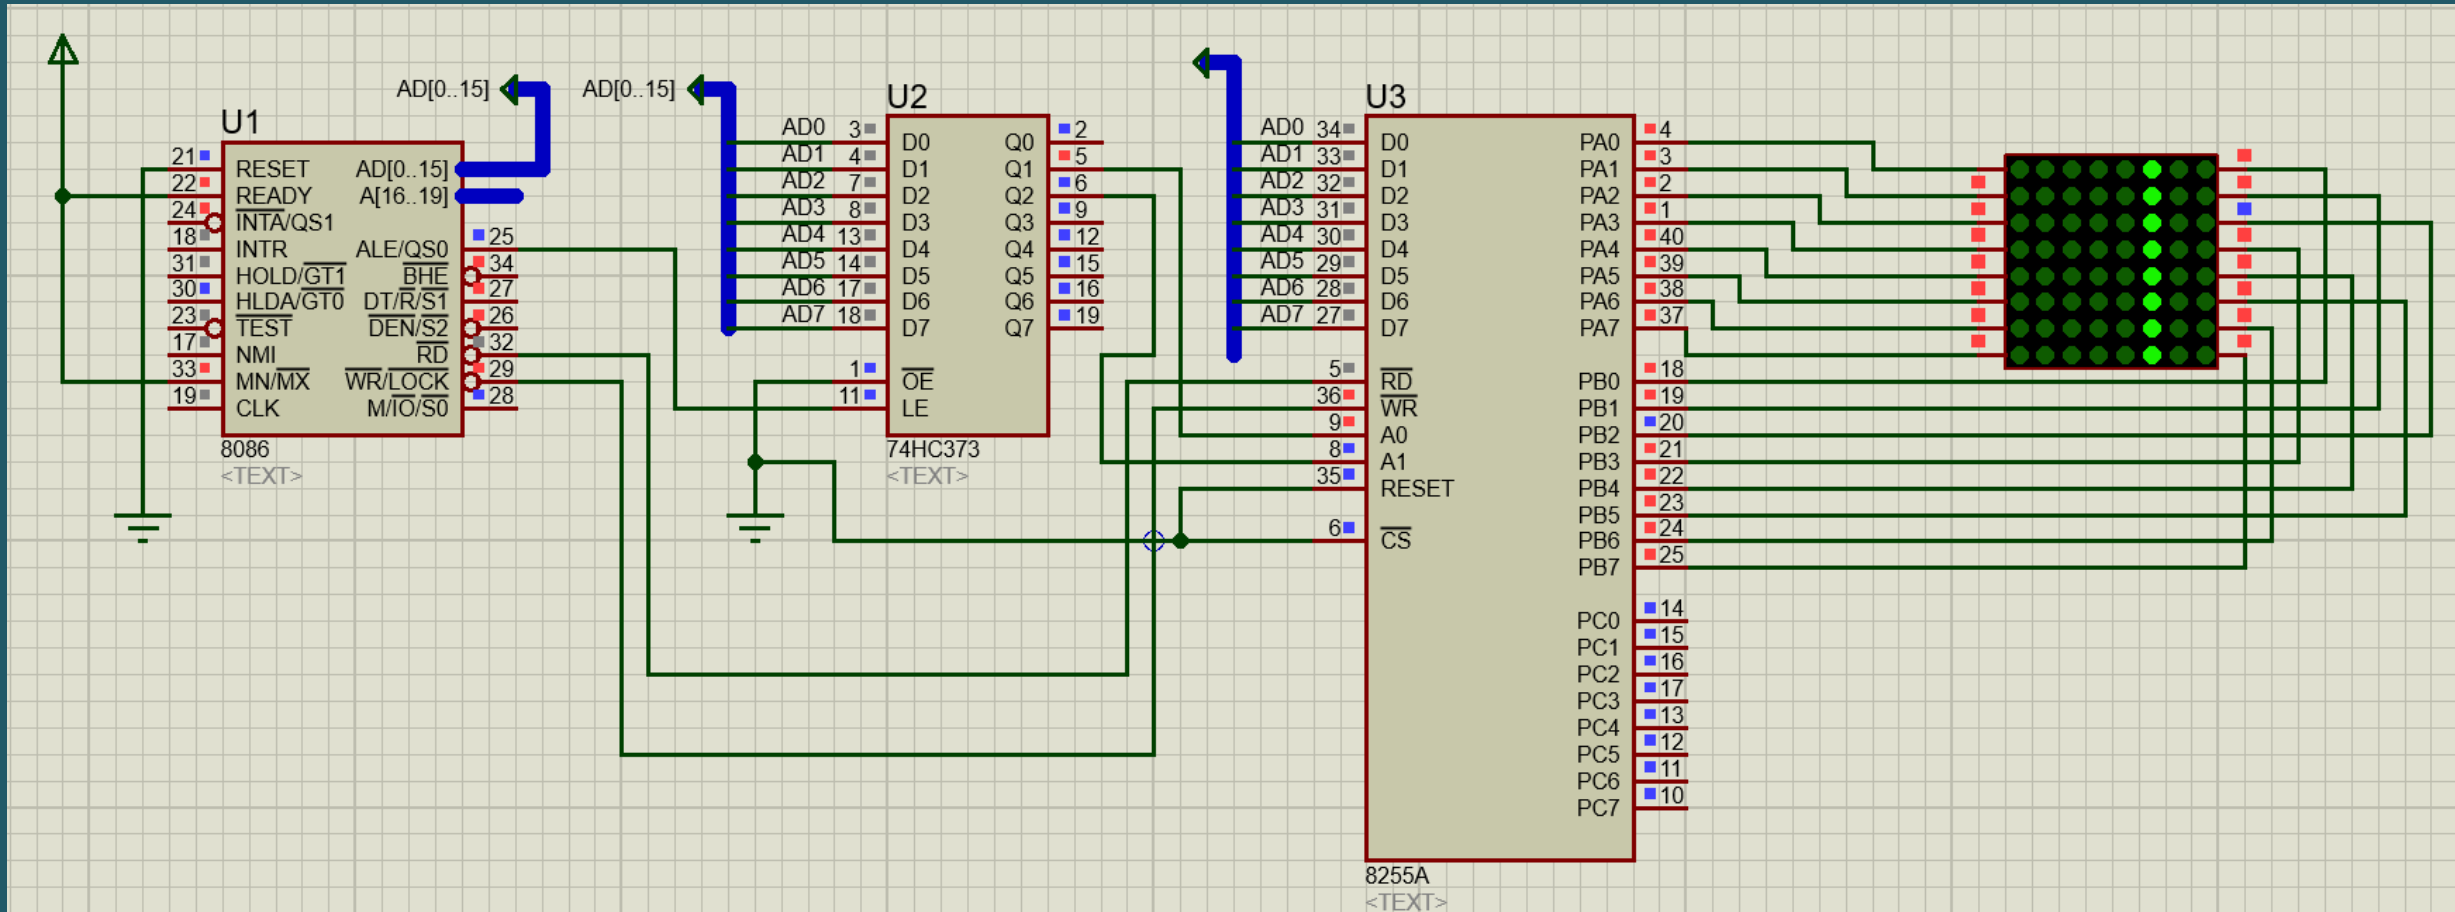 AD[0..15]
AD[0..15]
U1
21 RESET AD[0..15]
22 READY A[16..19]
24 INTA/QS1
18 INTR ALE/QS0 25
31 HOLD/GT1 BHE 34
30 HLDA/GT0 DT/R/S1 27
23 TEST DEN/S2 26
17 NMI RD 32
33 MN/MX WR/LOCK 29
19 CLK M/IO/S0 28
8086
<TEXT>
U2
AD0 3 D0 Q0 2
AD1 4 D1 Q1 5
AD2 7 D2 Q2 6
AD3 8 D3 Q3 9
AD4 13 D4 Q4 12
AD5 14 D5 Q5 15
AD6 17 D6 Q6 16
AD7 18 D7 Q7 19
1 OE
11 LE
74HC373
<TEXT>
U3
AD0 34 D0 PA0 4
AD1 33 D1 PA1 3
AD2 32 D2 PA2 2
AD3 31 D3 PA3 1
AD4 30 D4 PA4 40
AD5 29 D5 PA5 39
AD6 28 D6 PA6 38
AD7 27 D7 PA7 37
5 RD PB0 18
36 WR PB1 19
9 A0 PB2 20
8 A1 PB3 21
35 RESET PB4 22
PB5 23
6 CS PB6 24
PB7 25
PC0 14
PC1 15
PC2 16
PC3 17
PC4 13
PC5 12
PC6 11
PC7 10
8255A
<TEXT>